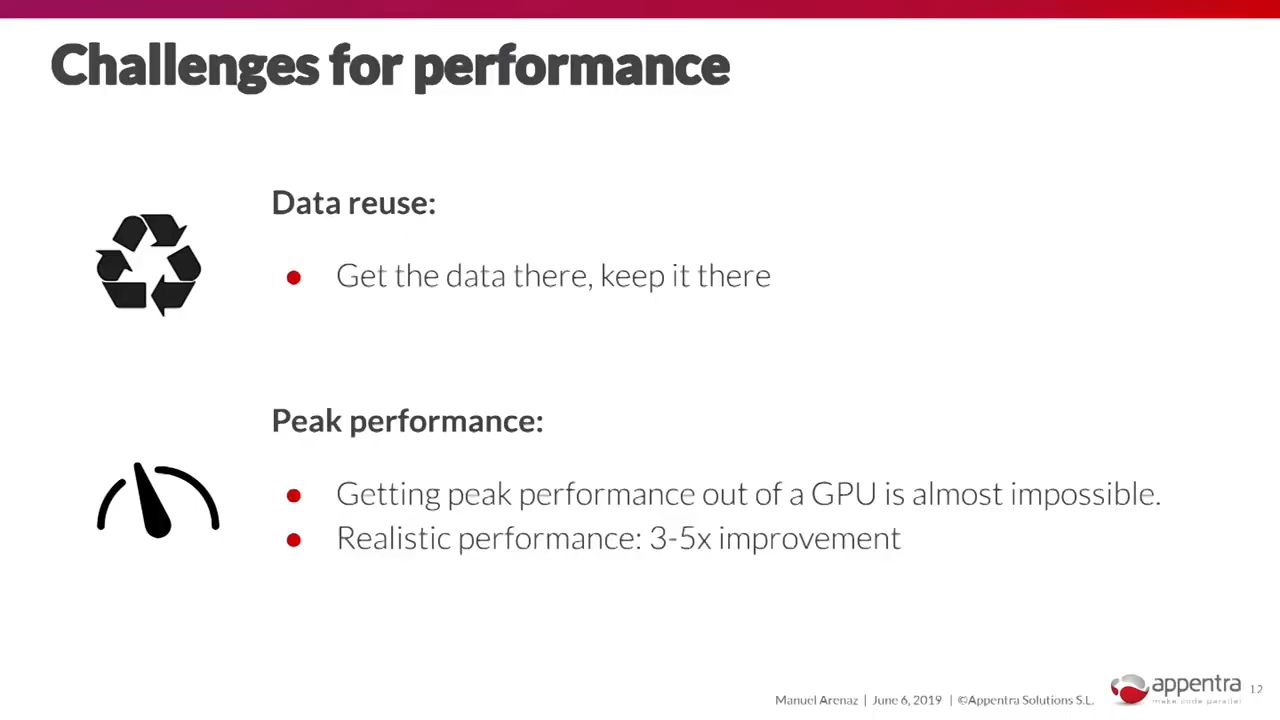 Challenges for performance
Data reuse:
● Get the data there, keep it there
Peak performance:
● Getting peak performance out of a GPU is almost impossible.
● Realistic performance: 3-5x improvement
Manuel Arenaz | June 6, 2019 | ©Appentra Solutions S.L.
appentra
make code parallel
12